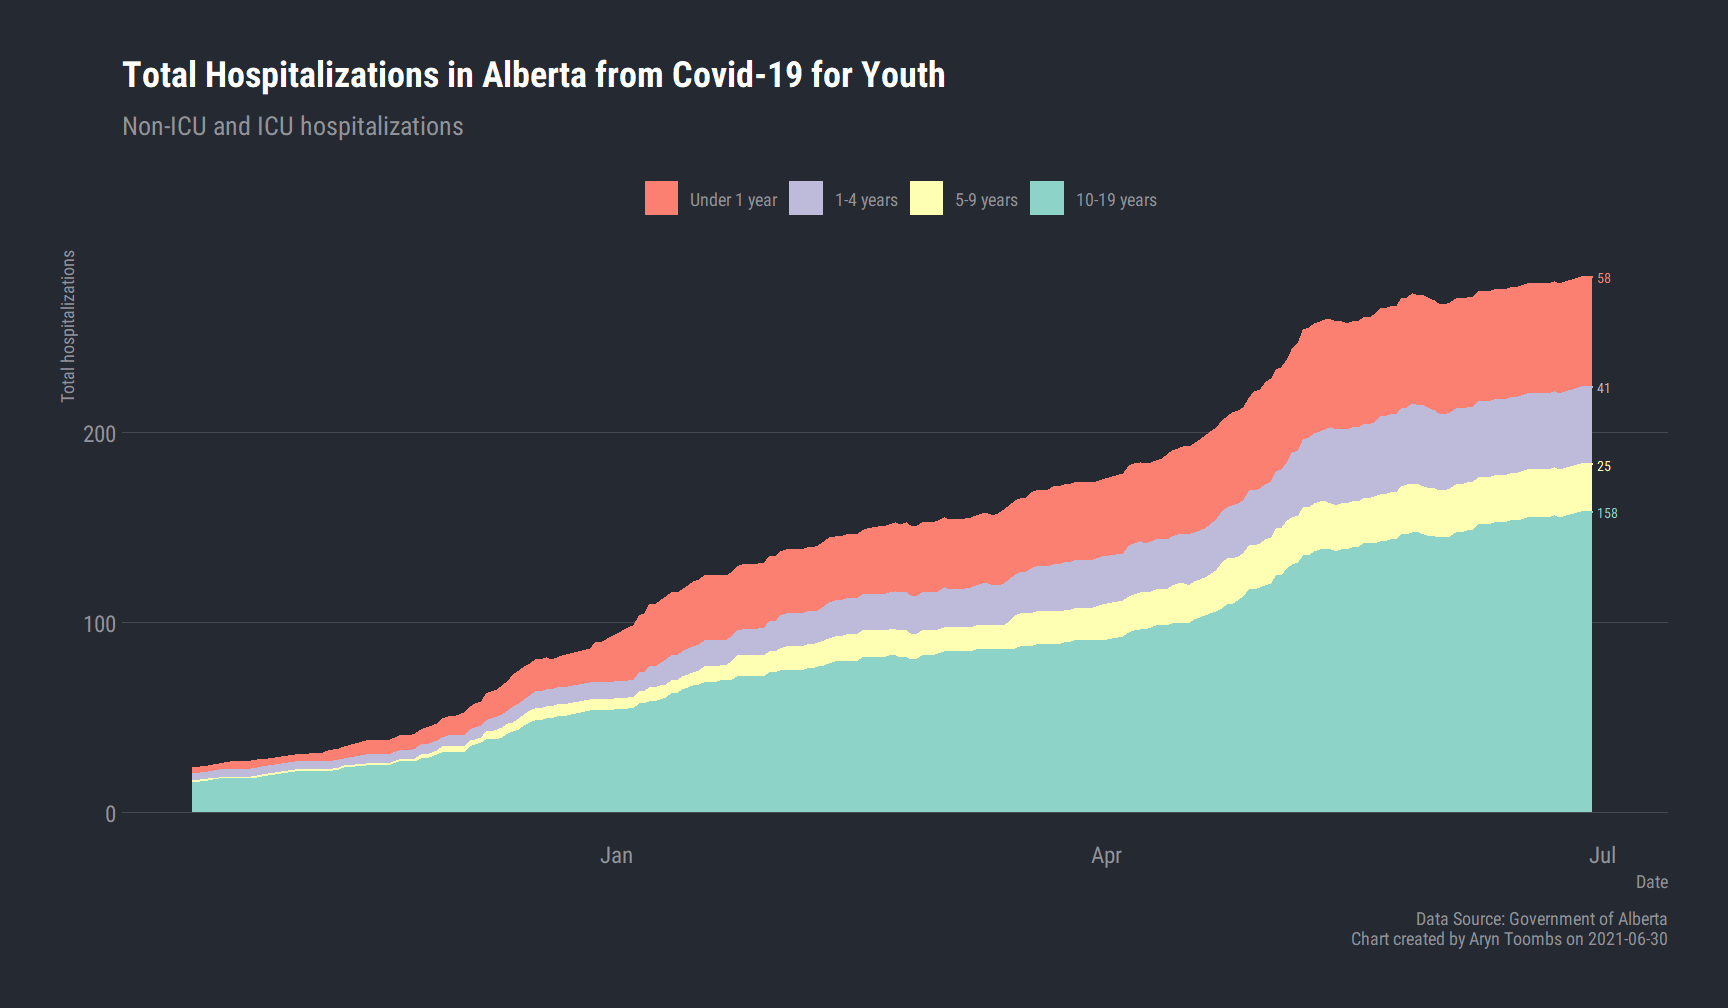 Total Hospitalizations in Alberta from Covid-19 for Youth
Non-ICU and ICU hospitalizations
Under 1 year
1-4 years
5-9 years
10-19 years
Total hospitalizations
58
41
200
25
158
100
0
Jan
Apr
Jul
Date
Data Source: Government of Alberta
Chart created by Aryn Toombs on 2021-06-30